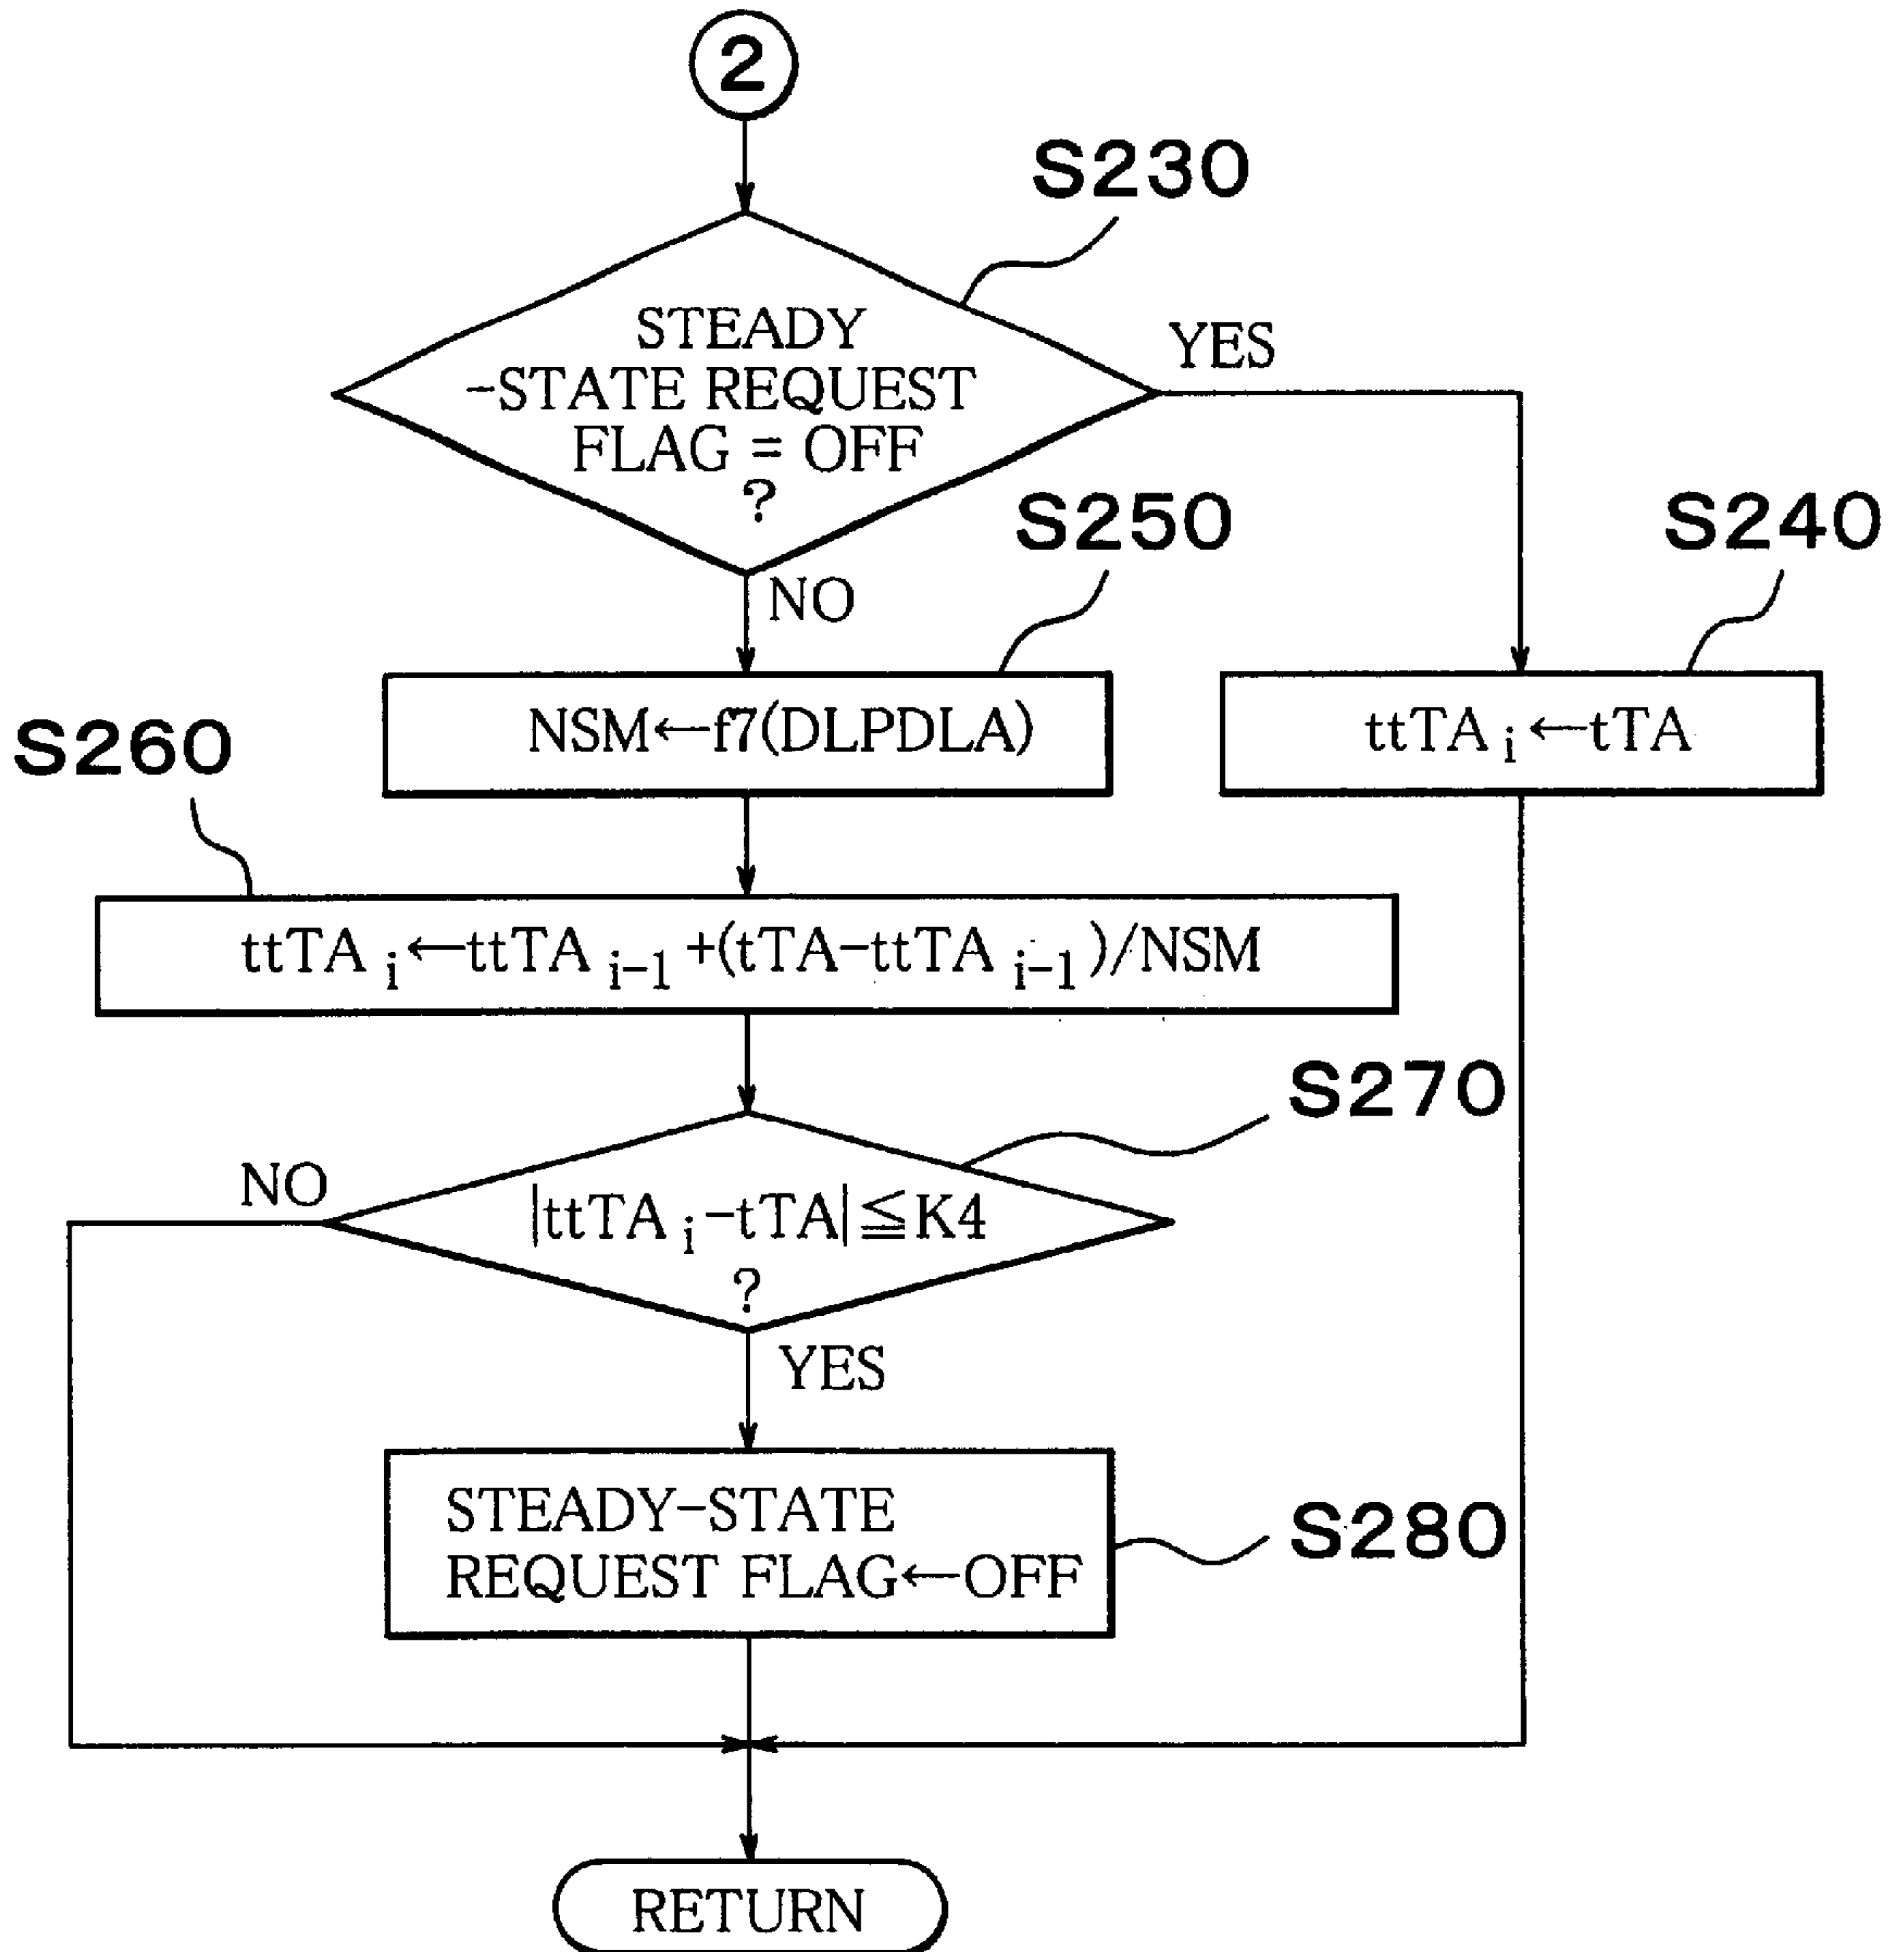 2
S230
STEADY
-STATE REQUEST
FLAG = OFF
?
YES
NO
S250
S240
NSM←f7(DLPDLA)
ttTA i←tTA
S260
ttTA i←ttTA i-1 +(tTA-ttTA i-1)/NSM
S270
NO
|ttTA i-tTA|≦K4
?
YES
STEADY-STATE
REQUEST FLAG←OFF
S280
RETURN